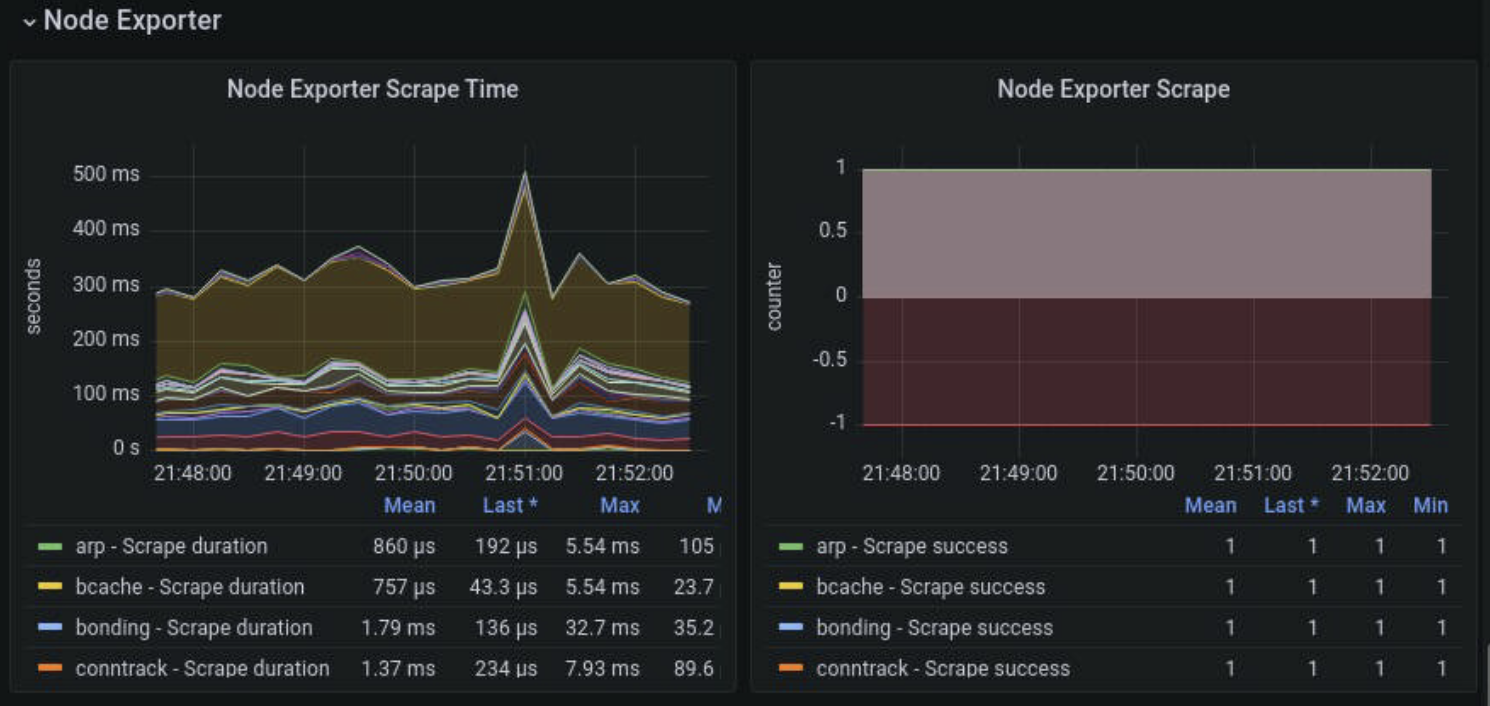 Node Exporter
Node Exporter Scrape Time
seconds
500 ms
400 ms
300 ms
200 ms
100 ms
0 s
21:48:00 21:49:00 21:50:00 21:51:00 21:52:00
Mean Last * Max M
arp - Scrape duration 860 µs 192 µs 5.54 ms 105
bcache - Scrape duration 757 µs 43.3 µs 5.54 ms 23.7
bonding - Scrape duration 1.79 ms 136 µs 32.7 ms 35.2
conntrack - Scrape duration 1.37 ms 234 µs 7.93 ms 89.6
Node Exporter Scrape
counter
1
0.5
0
-0.5
-1
21:48:00 21:49:00 21:50:00 21:51:00 21:52:00
Mean Last * Max Min
arp - Scrape success 1 1 1 1
bcache - Scrape success 1 1 1 1
bonding - Scrape success 1 1 1 1
conntrack - Scrape success 1 1 1 1